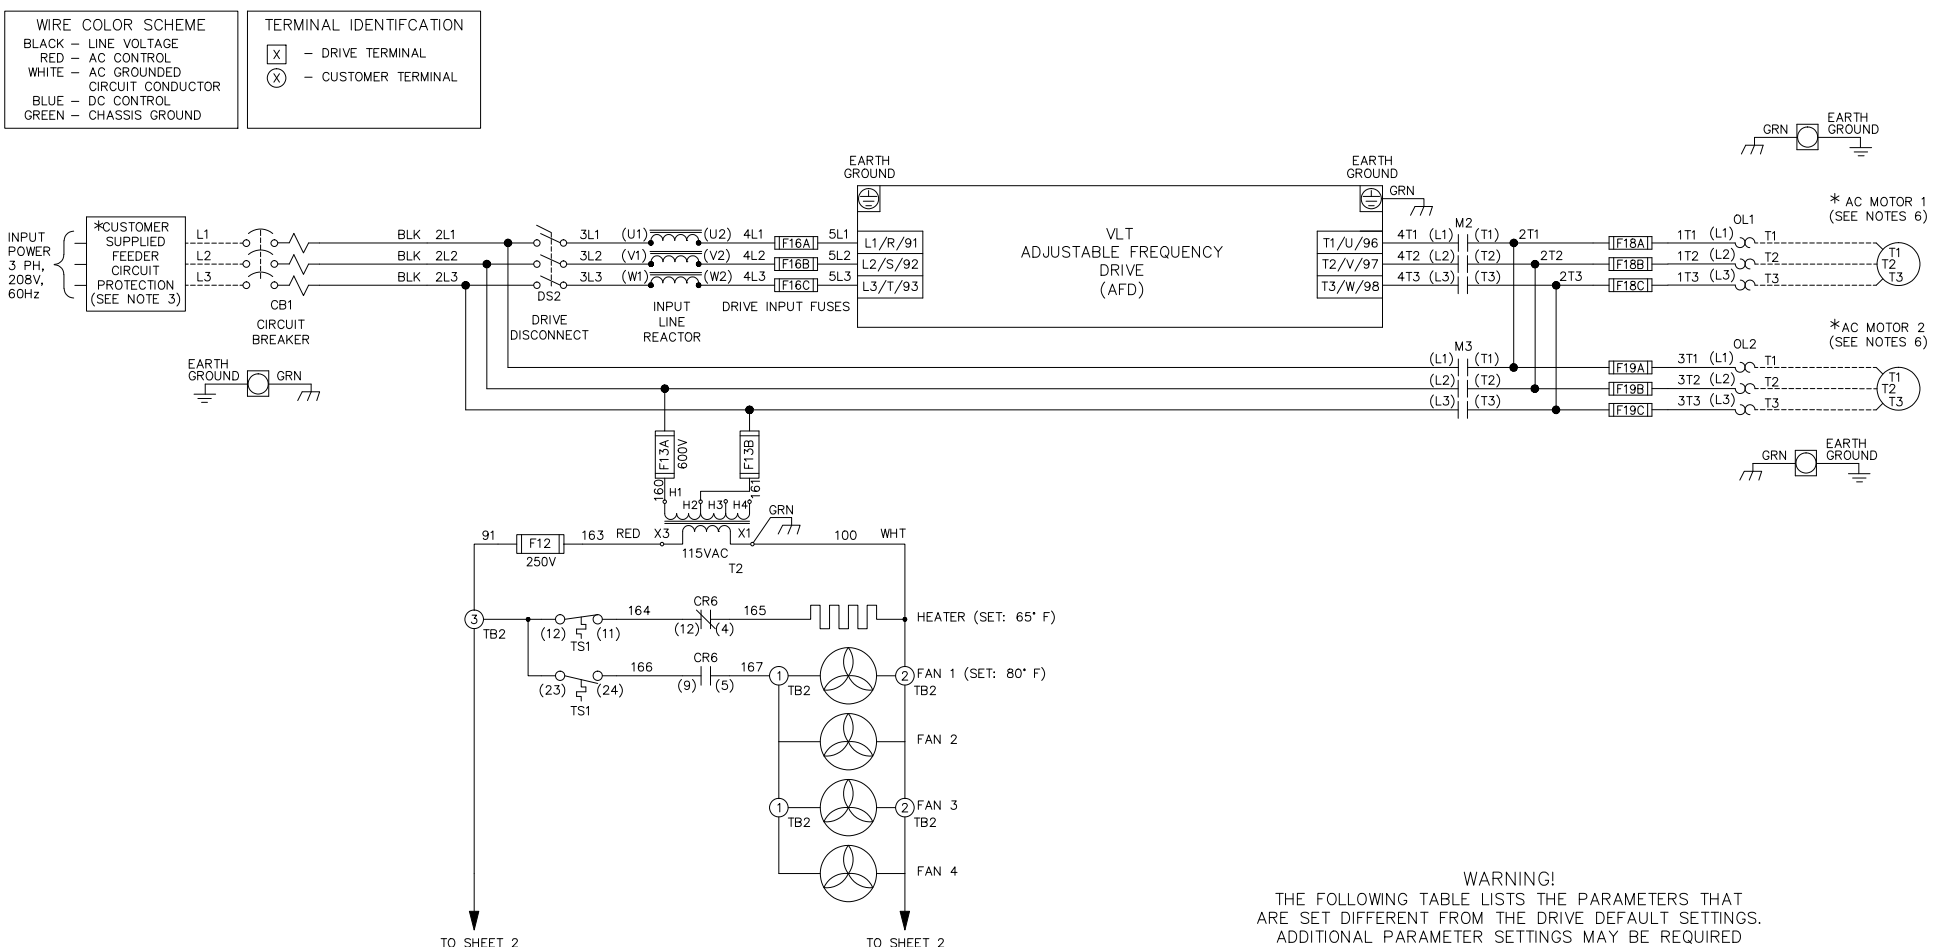 WIRE COLOR SCHEME
BLACK – LINE VOLTAGE
RED – AC CONTROL
WHITE – AC GROUNDED
CIRCUIT CONDUCTOR
BLUE – DC CONTROL
GREEN – CHASSIS GROUND
TERMINAL IDENTIFCATION
X – DRIVE TERMINAL
X – CUSTOMER TERMINAL
GRN
EARTH
GROUND
INPUT
POWER
3 PH,
208V,
60Hz
*CUSTOMER
SUPPLIED
FEEDER
CIRCUIT
PROTECTION
(SEE NOTE 3)
L1
L2
L3
CB1
CIRCUIT
BREAKER
BLK 2L1
BLK 2L2
BLK 2L3
DS2
DRIVE
DISCONNECT
3L1 (U1) (U2) 4L1 F16A 5L1
3L2 (V1) (V2) 4L2 F16B 5L2
3L3 (W1) (W2) 4L3 F16C 5L3
INPUT
LINE
REACTOR
DRIVE INPUT FUSES
EARTH
GROUND
L1/R/91
L2/S/92
L3/T/93
VLT
ADJUSTABLE FREQUENCY
DRIVE
(AFD)
EARTH
GROUND
GRN
T1/U/96
T2/V/97
T3/W/98
M2
4T1 (L1) (T1) 2T1 F18A 1T1 (L1) T1
4T2 (L2) (T2) 2T2 F18B 1T2 (L2) T2
4T3 (L3) (T3) 2T3 F18C 1T3 (L3) T3
OL1
* AC MOTOR 1
(SEE NOTES 6)
T1
T2
T3
EARTH
GROUND
GRN
M3
(L1) (T1) F19A 3T1 (L1) T1
(L2) (T2) F19B 3T2 (L2) T2
(L3) (T3) F19C 3T3 (L3) T3
OL2
*AC MOTOR 2
(SEE NOTES 6)
T1
T2
T3
GRN
EARTH
GROUND
F13A
600V
F13B
160
H1
H2
H3
H4
161
GRN
91
F12
250V
163
RED
X3
X1
115VAC
T2
100
WHT
3
TB2
(12)
(11)
TS1
164
CR6
(12)
(4)
165
HEATER (SET: 65° F)
(23)
(24)
TS1
166
CR6
(9)
(5)
167
1
TB2
2
TB2
FAN 1 (SET: 80° F)
FAN 2
1
TB2
2
TB2
FAN 3
FAN 4
TO SHEET 2
TO SHEET 2
WARNING!
THE FOLLOWING TABLE LISTS THE PARAMETERS THAT
ARE SET DIFFERENT FROM THE DRIVE DEFAULT SETTINGS.
ADDITIONAL PARAMETER SETTINGS MAY BE REQUIRED